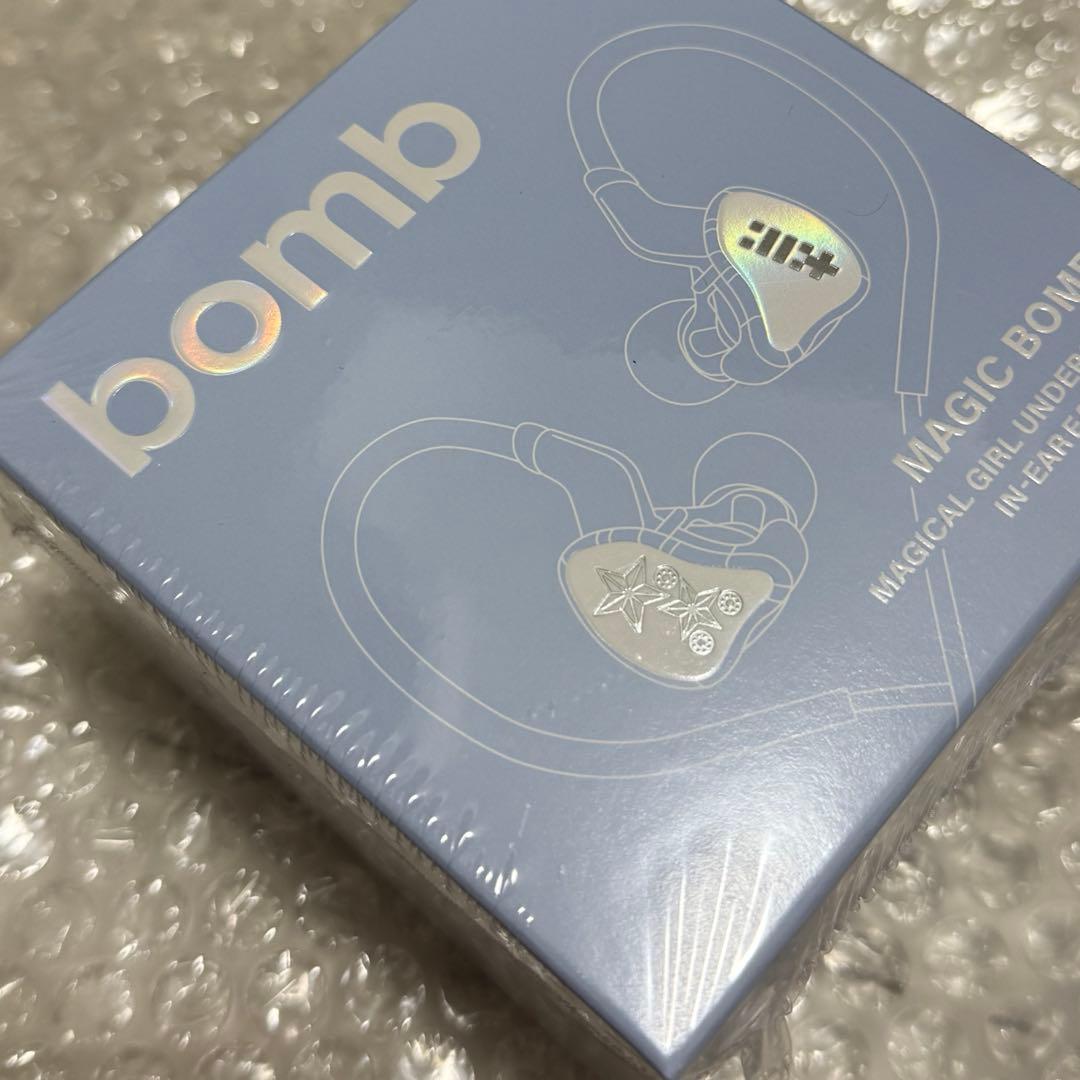 bomb
MAGIC BOMB
MAGICAL GIRL UNDER
IN-EAR